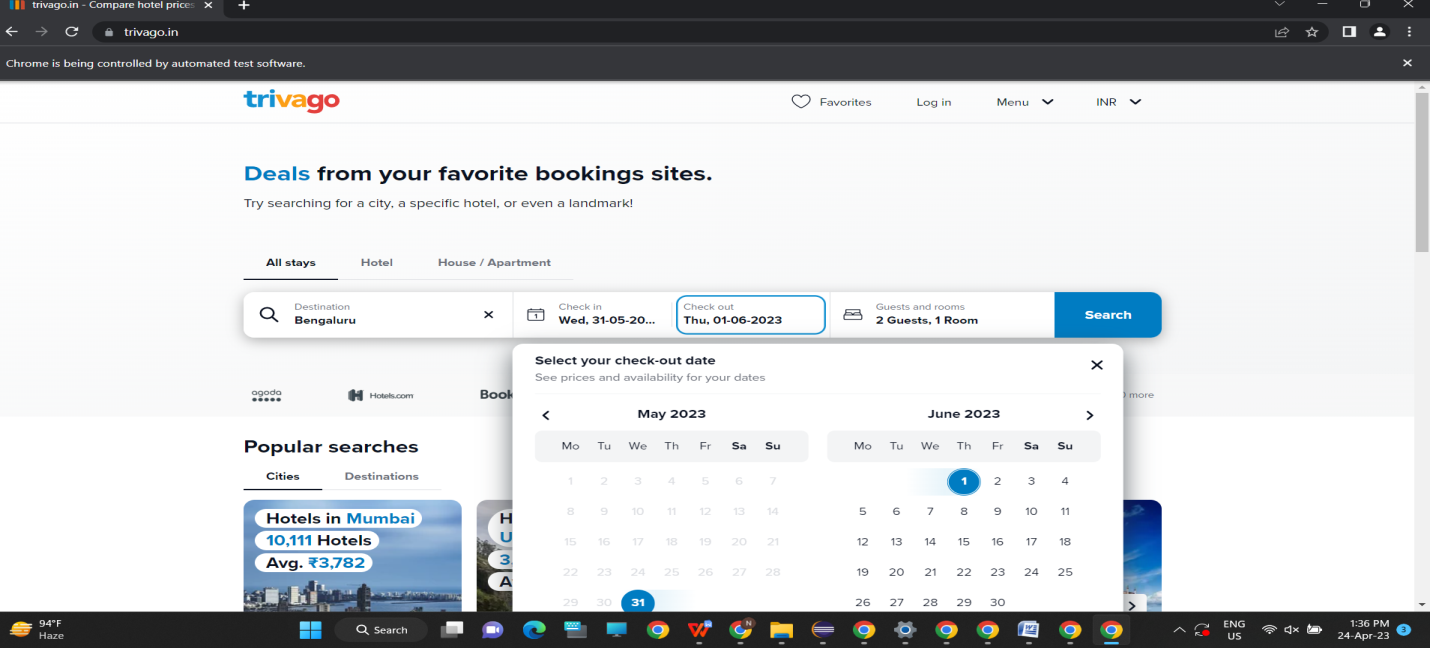 trivago.in - Compare hotel prices
trivago.in
Chrome is being controlled by automated test software.
trivago
Favorites
Log in
Menu
INR
Deals from your favorite bookings sites.
Try searching for a city, a specific hotel, or even a landmark!
All stays
Hotel
House / Apartment
Destination
Bengaluru
Check in
Wed, 31-05-20...
Check out
Thu, 01-06-2023
Guests and rooms
2 Guests, 1 Room
Search
agoda
Hotels.com
Book
more
Select your check-out date
See prices and availability for your dates
May 2023
Mo Tu We Th Fr Sa Su
1 2 3 4 5 6 7
8 9 10 11 12 13 14
15 16 17 18 19 20 21
22 23 24 25 26 27 28
29 30 31
June 2023
Mo Tu We Th Fr Sa Su
1 2 3 4
5 6 7 8 9 10 11
12 13 14 15 16 17 18
19 20 21 22 23 24 25
26 27 28 29 30
Popular searches
Cities
Destinations
Hotels in Mumbai
10,111 Hotels
Avg. ₹3,782
H
U
3
A
94°F
Haze
Search
ENG
US
1:36 PM
24-Apr-23
3